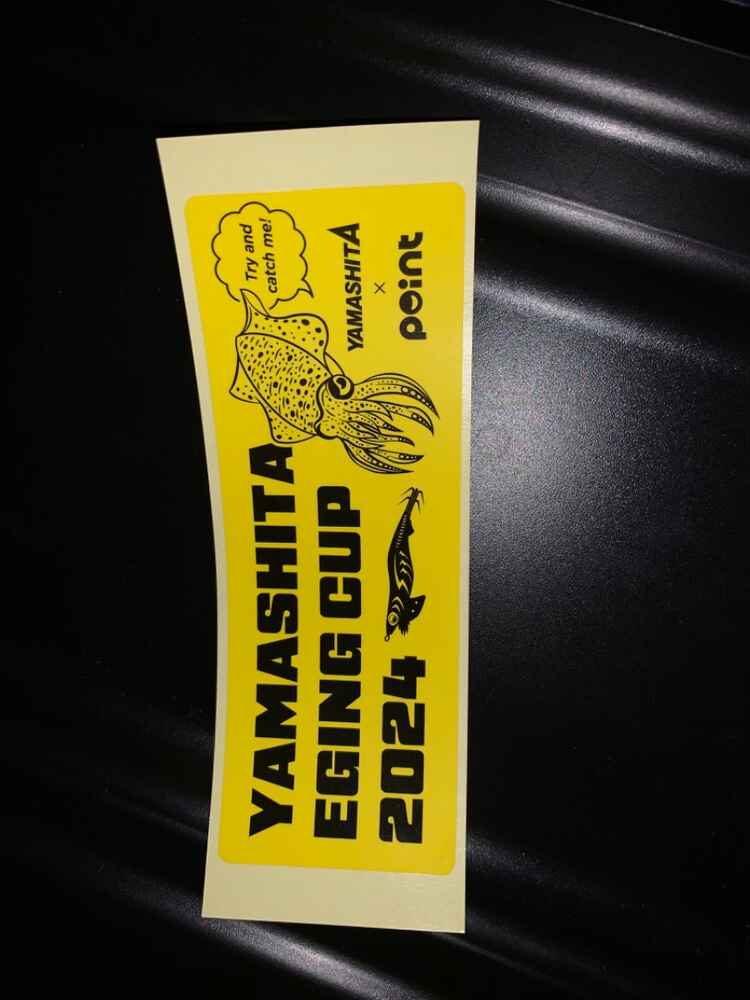 YAMASHITA
EGING CUP
2024
Try and
catch me!
YAMASHITA
×
point